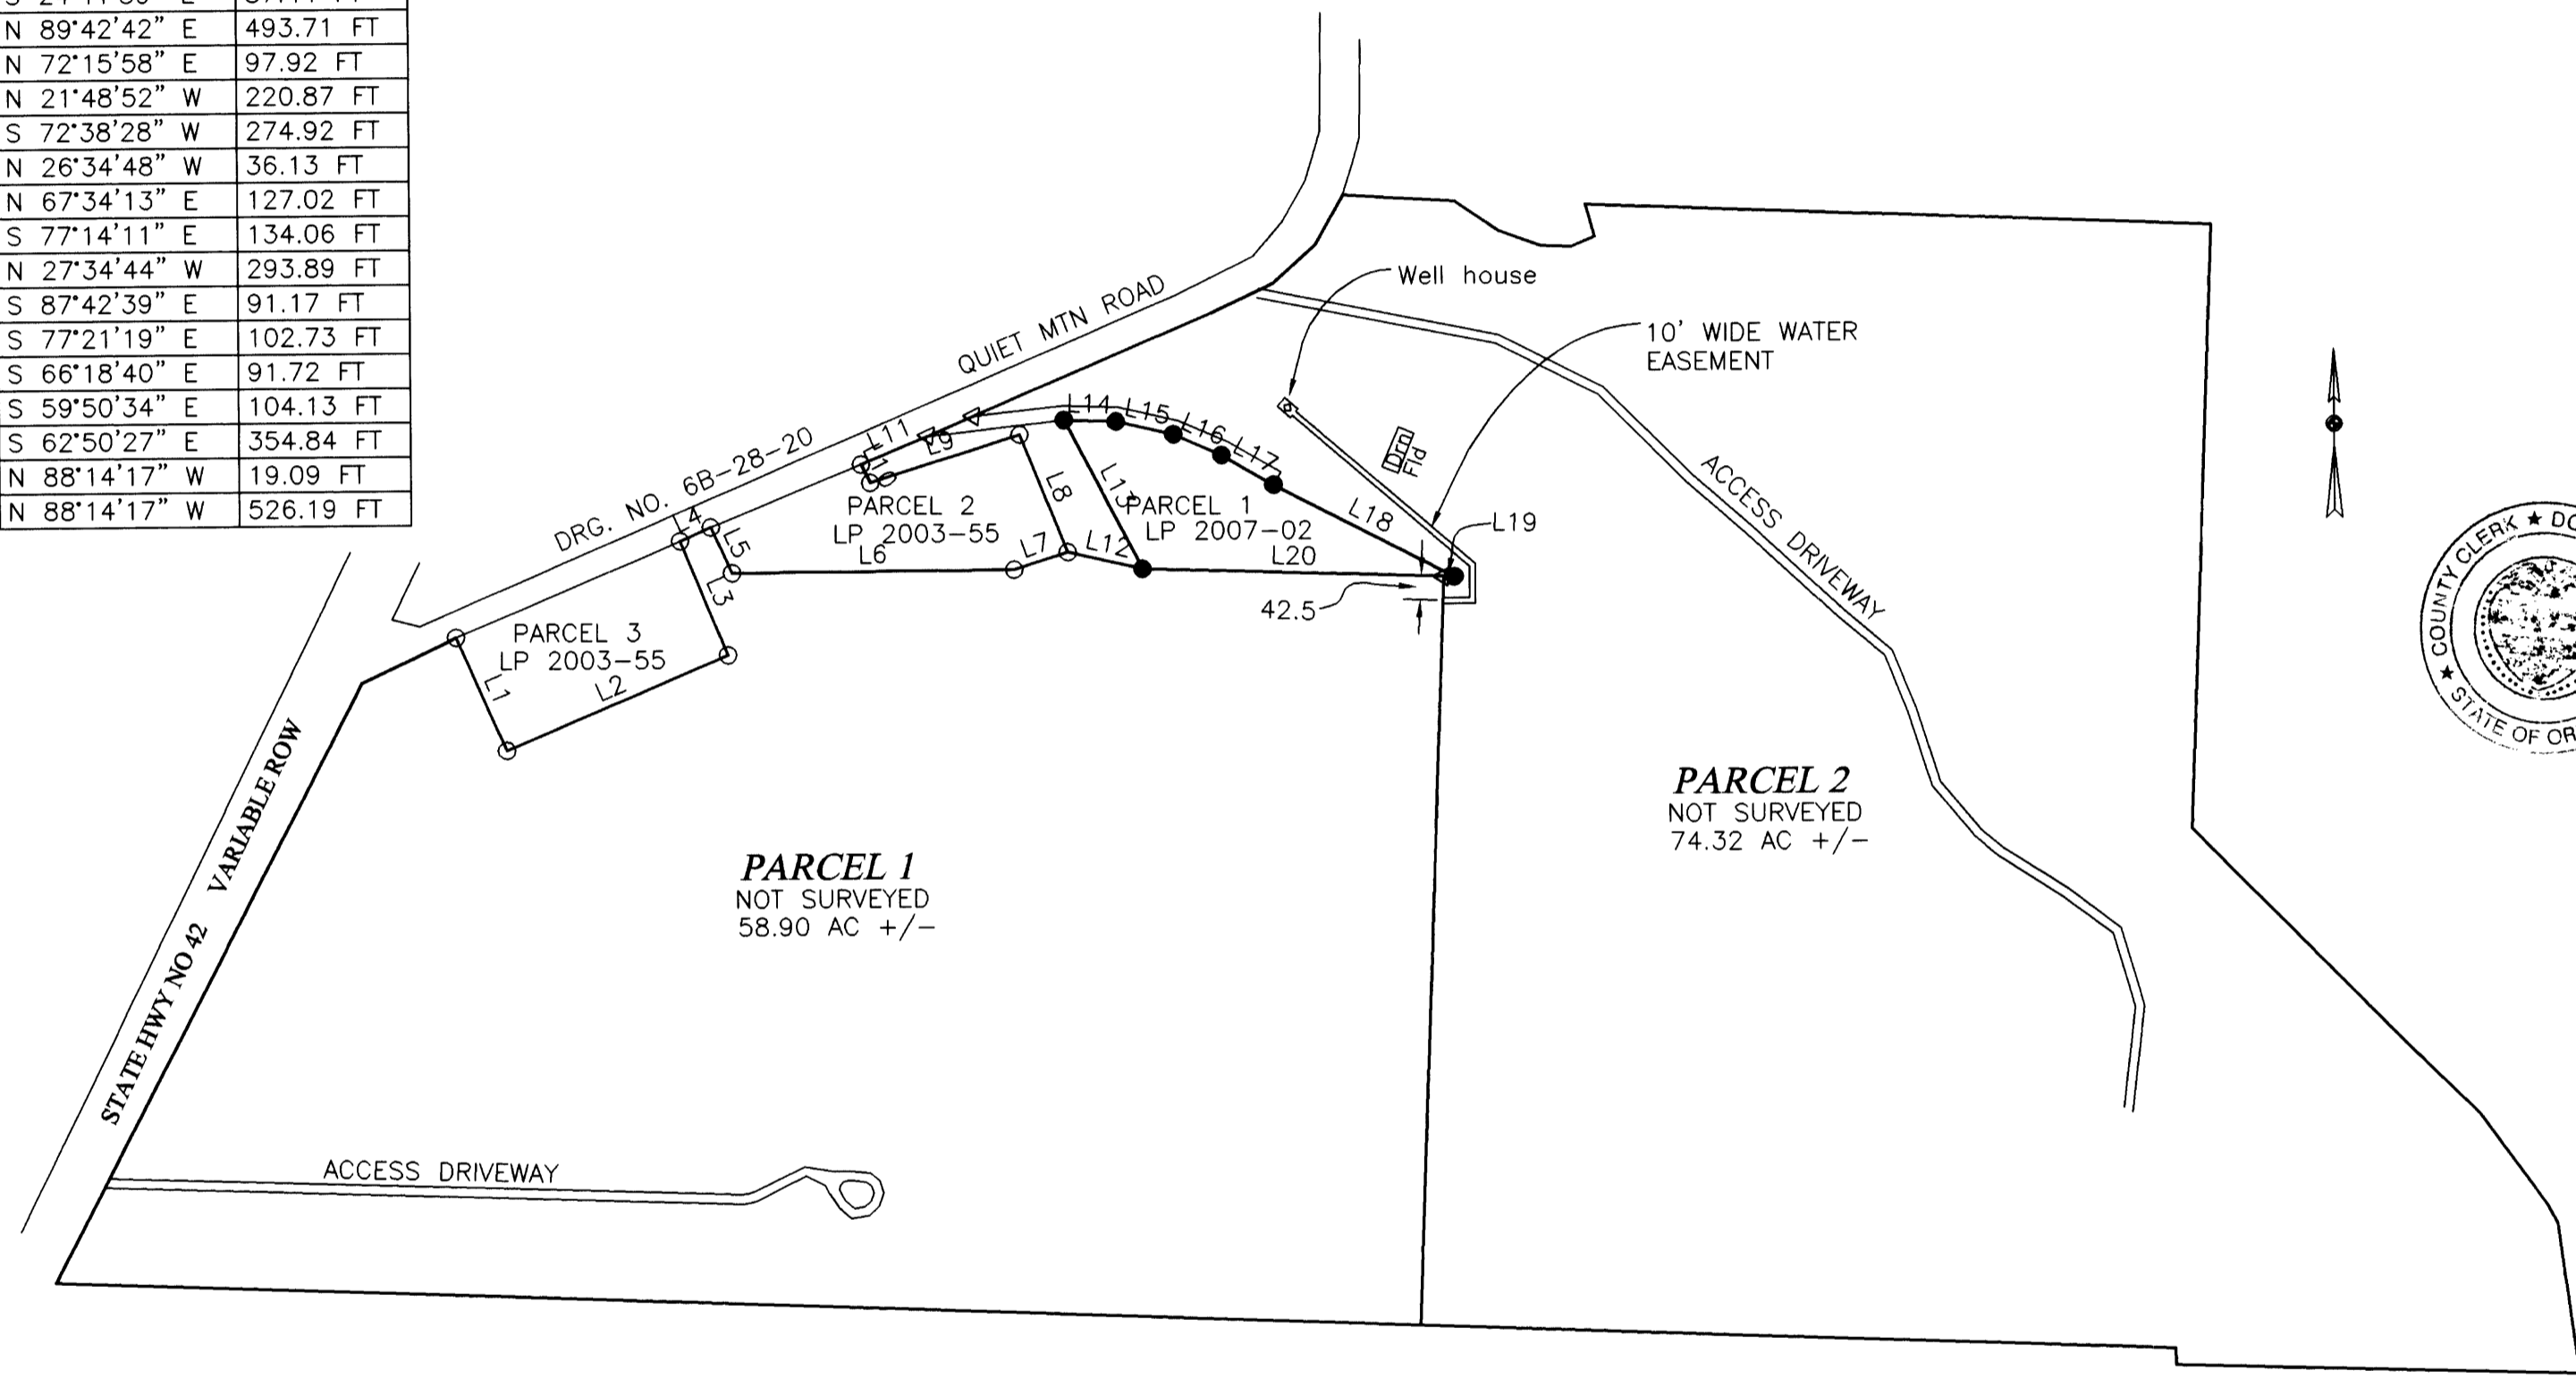 N 89°42'42" E 493.71 FT
N 72°15'58" E 97.92 FT
N 21°48'52" W 220.87 FT
S 72°38'28" W 274.92 FT
N 26°34'48" W 36.13 FT
N 67°34'13" E 127.02 FT
S 77°14'11" E 134.06 FT
N 27°34'44" W 293.89 FT
S 87°42'39" E 91.17 FT
S 77°21'19" E 102.73 FT
S 66°18'40" E 91.72 FT
S 59°50'34" E 104.13 FT
S 62°50'27" E 354.84 FT
N 88°14'17" W 19.09 FT
N 88°14'17" W 526.19 FT
QUIET MTN ROAD
DRG. NO. 6B-28-20
Well house
10' WIDE WATER
EASEMENT
Drn
Fld
ACCESS DRIVEWAY
L14
L15
L16
L17
L11
L9
L10
L8
L13
L18
L19
L4
L5
L3
PARCEL 2
LP 2003-55
L6
L7
L12
PARCEL 1
LP 2007-02
L20
42.5
PARCEL 3
LP 2003-55
L1
L2
STATE HWY NO 42 VARIABLE ROW
PARCEL 2
NOT SURVEYED
74.32 AC +/-
PARCEL 1
NOT SURVEYED
58.90 AC +/-
ACCESS DRIVEWAY
★ COUNTY CLERK ★
★ STATE OF